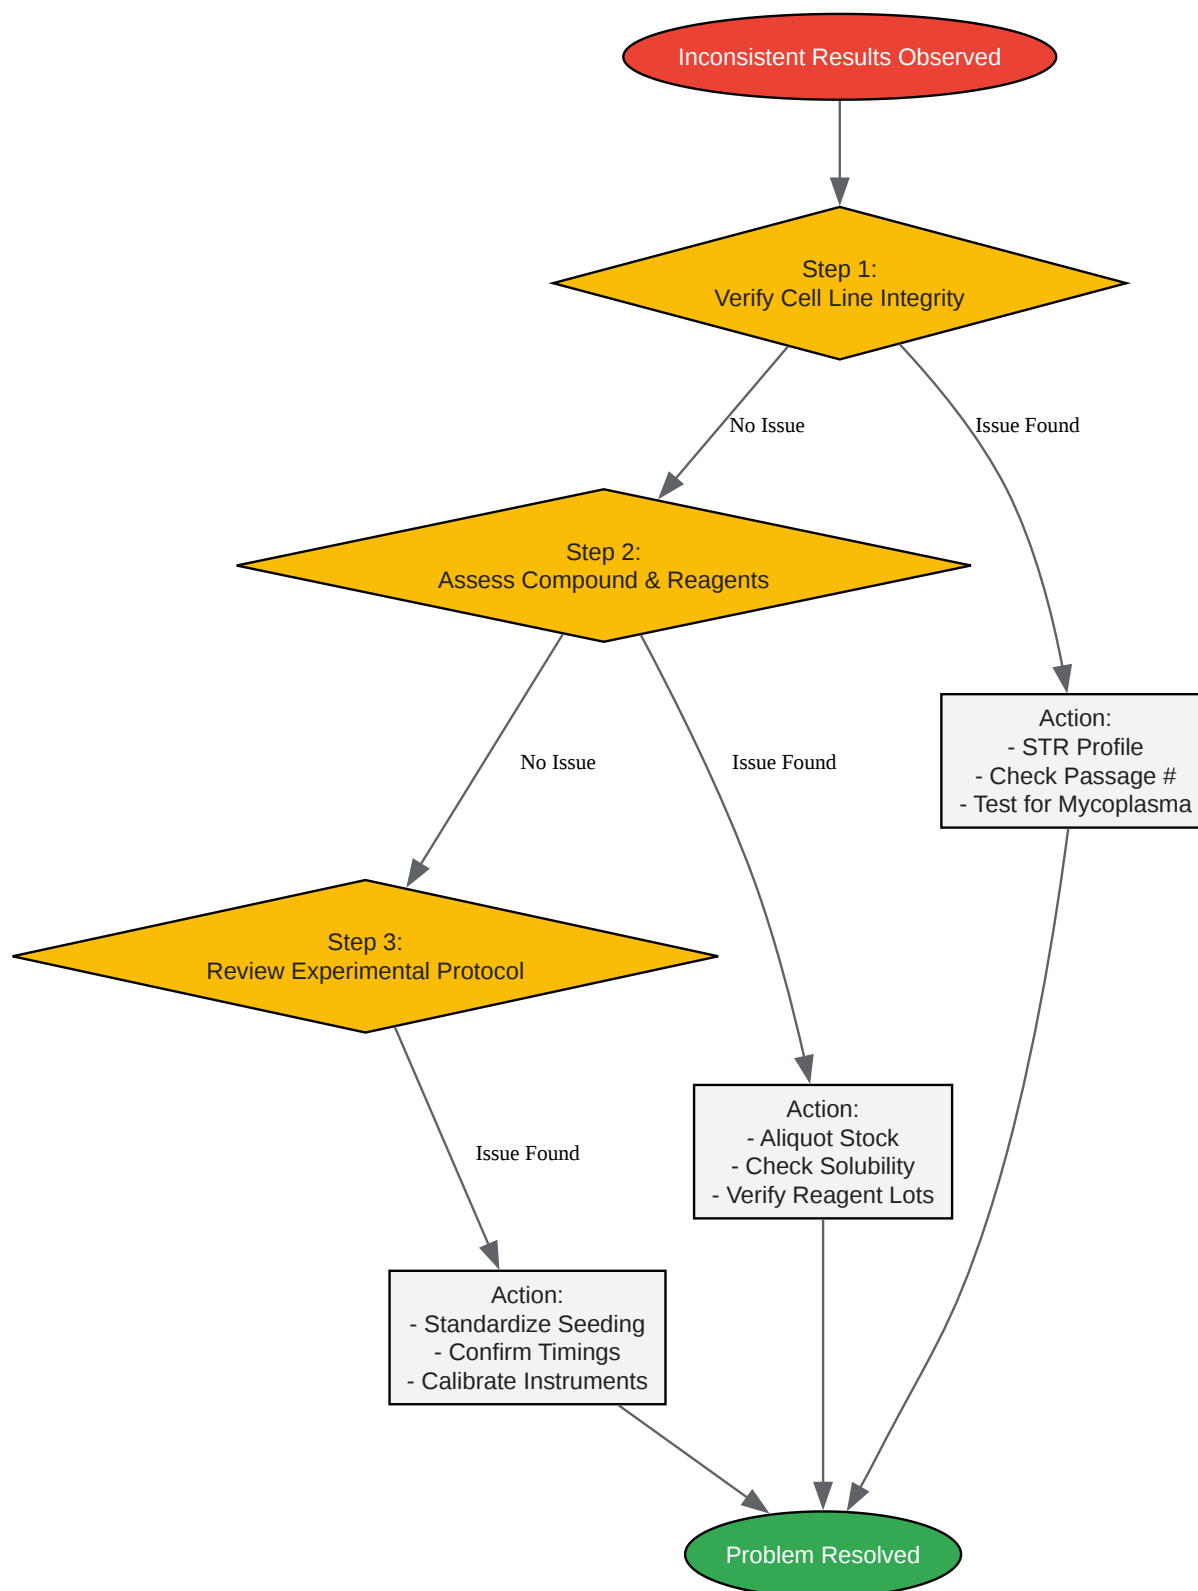 Inconsistent Results Observed
Step 1:
Verify Cell Line Integrity
No Issue
Issue Found
Step 2:
Assess Compound & Reagents
Action:
- STR Profile
- Check Passage #
- Test for Mycoplasma
No Issue
Issue Found
Step 3:
Review Experimental Protocol
Action:
- Aliquot Stock
- Check Solubility
- Verify Reagent Lots
Issue Found
Action:
- Standardize Seeding
- Confirm Timings
- Calibrate Instruments
Problem Resolved